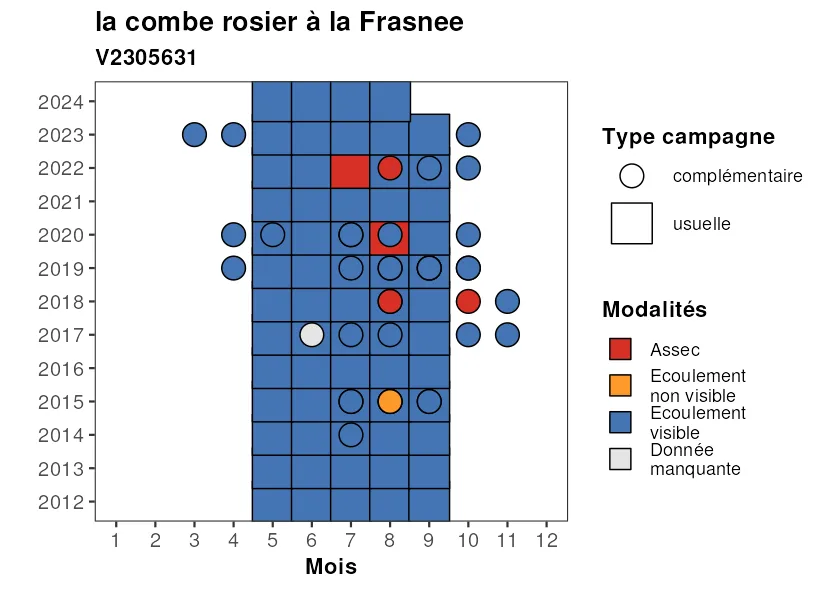 la combe rosier à la Frasnee
V2305631
2024
2023
2022
2021
2020
2019
2018
2017
2016
2015
2014
2013
2012
1 2 3 4 5 6 7 8 9 10 11 12
Mois
Type campagne
complémentaire
usuelle
Modalités
Assec
Ecoulement
non visible
Ecoulement
visible
Donnée
manquante